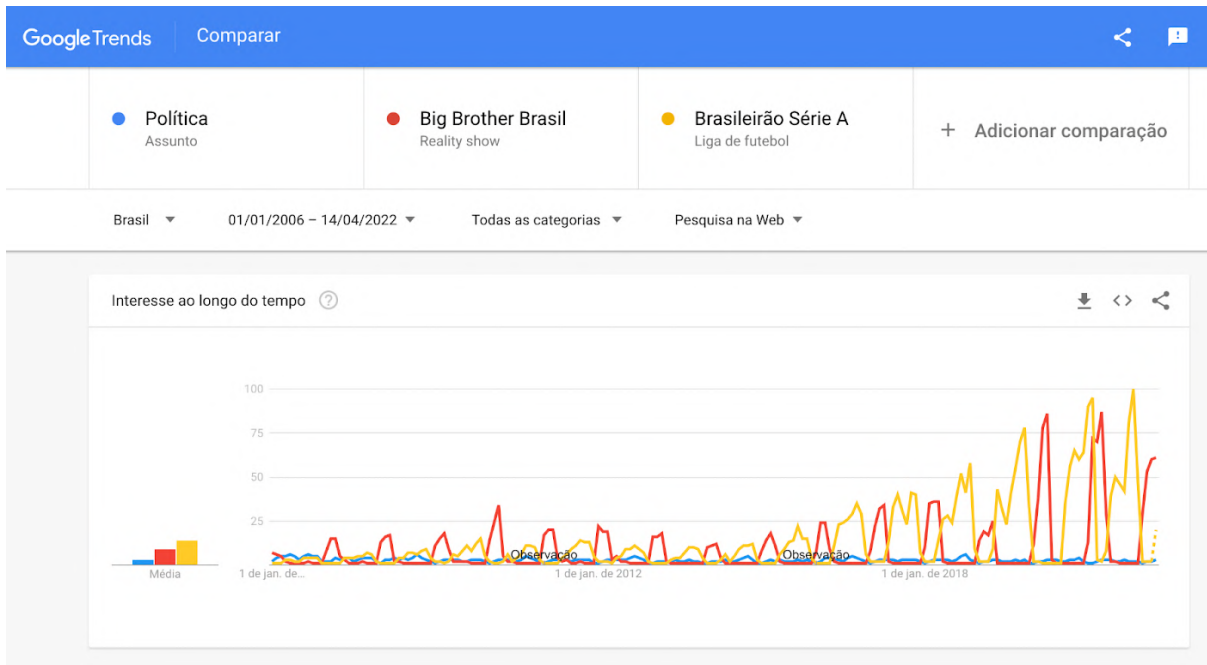 Google Trends Comparar
Política
Assunto
Big Brother Brasil
Reality show
Brasileirão Série A
Liga de futebol
+ Adicionar comparação
Brasil 01/01/2006 – 14/04/2022 Todas as categorias Pesquisa na Web
Interesse ao longo do tempo
100
75
50
25
Observação Observação
Média 1 de jan. de... 1 de jan. de 2012 1 de jan. de 2018